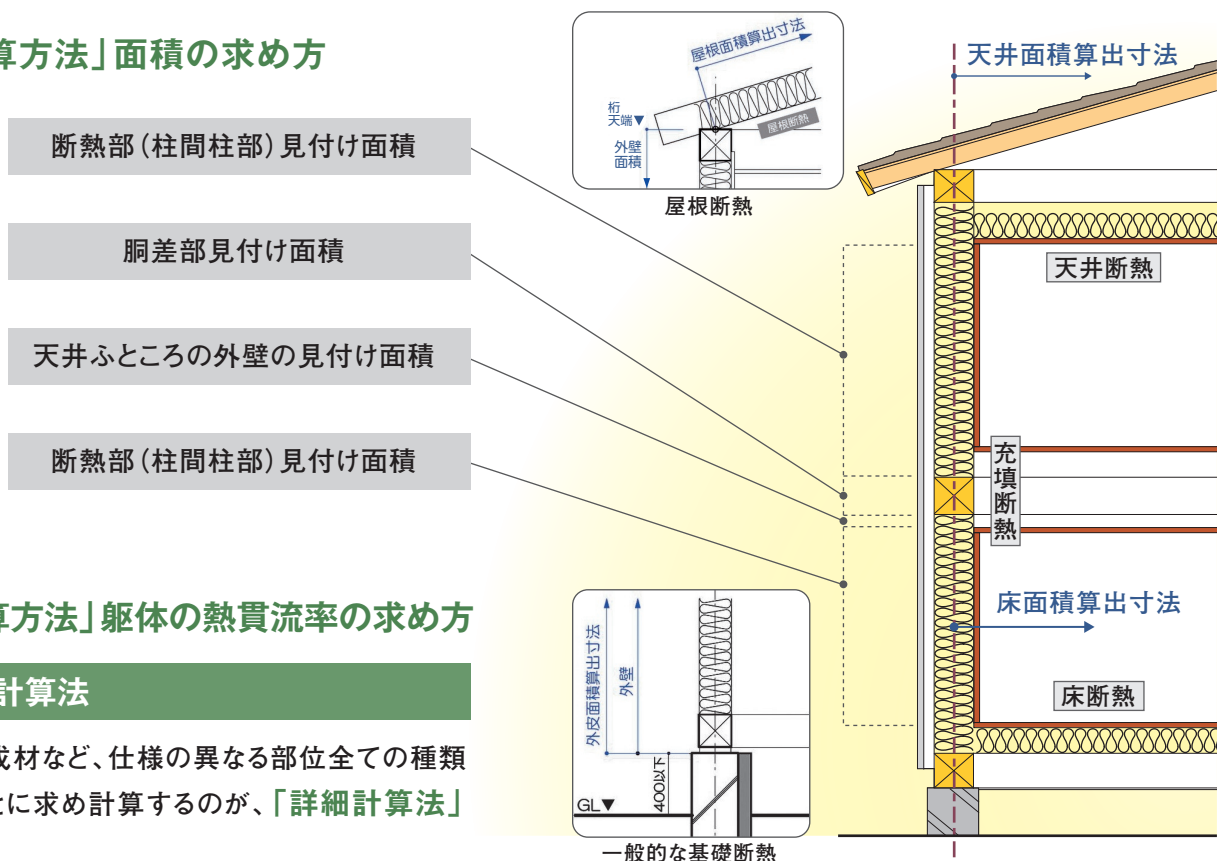 算方法」面積の求め方
断熱部(柱間柱部)見付け面積
胴差部見付け面積
天井ふところの外壁の見付け面積
断熱部(柱間柱部)見付け面積
屋根面積算出寸法
桁
天端▼
外壁
面積
屋根断熱
屋根断熱
天井面積算出寸法
天井断熱
充填断熱
床面積算出寸法
床断熱
算方法」躯体の熱貫流率の求め方
計算法
成材など、仕様の異なる部位全ての種類
とに求め計算するのが、「詳細計算法」
外皮面積算出寸法
外壁
400以下
GL▼
一般的な基礎断熱